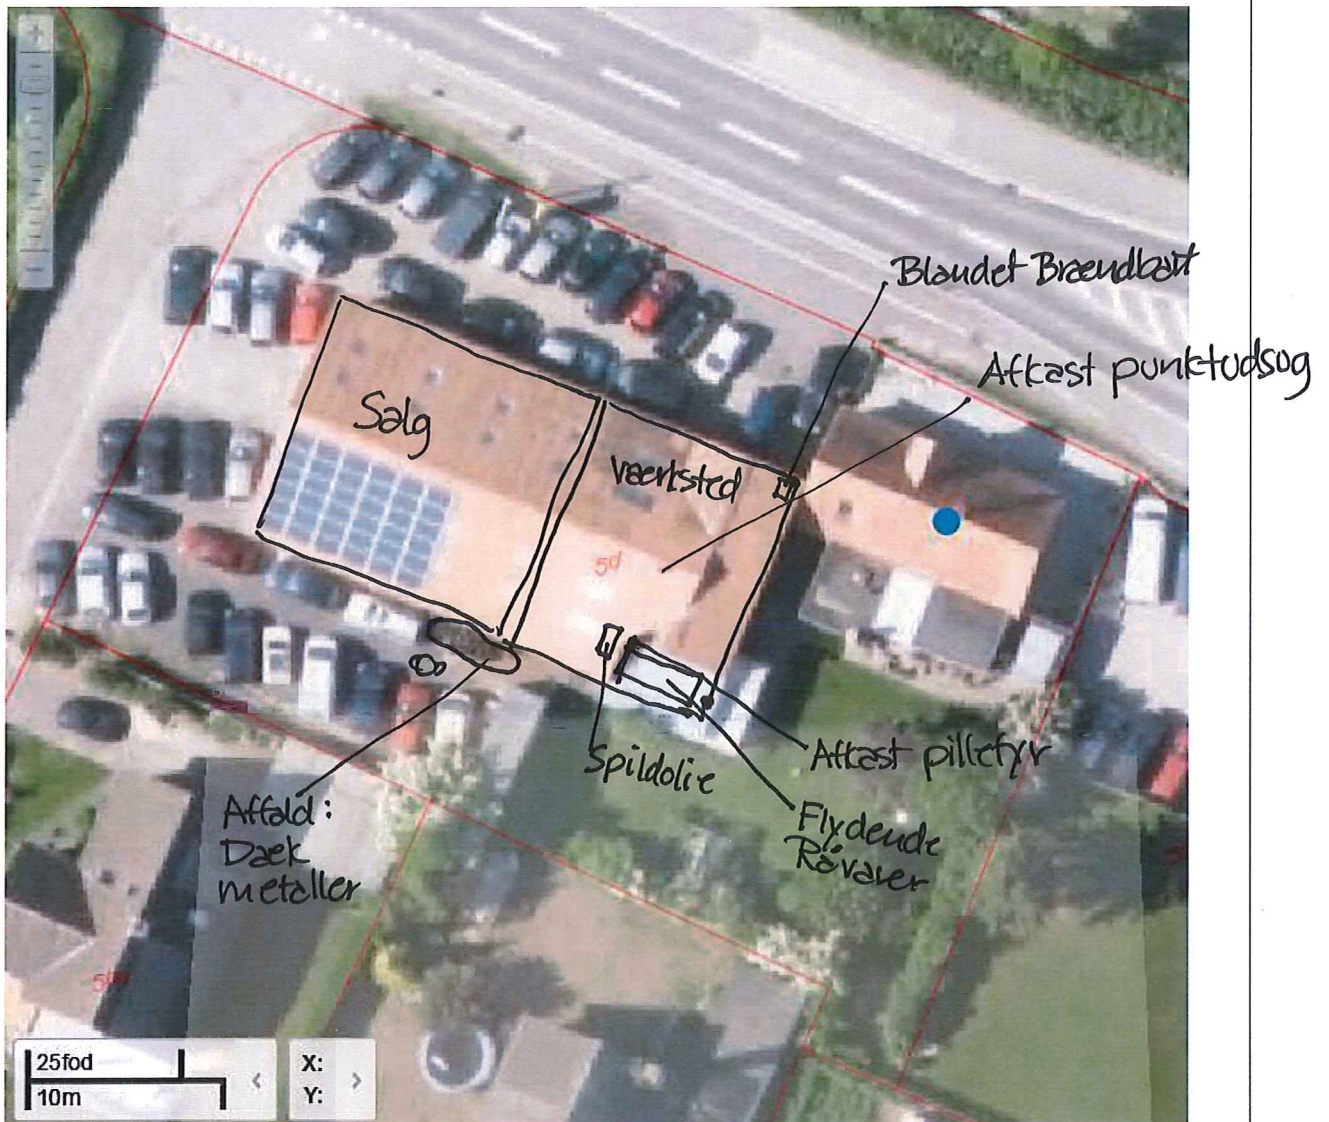 Blandet Brændbart
Afkast punktudsug
Salg
Værksted
5d
Spildolie
Afkast pillefyr
Flydende
Råvarer
Affald:
Dæk
metaller
25fod
10m
X:
Y: